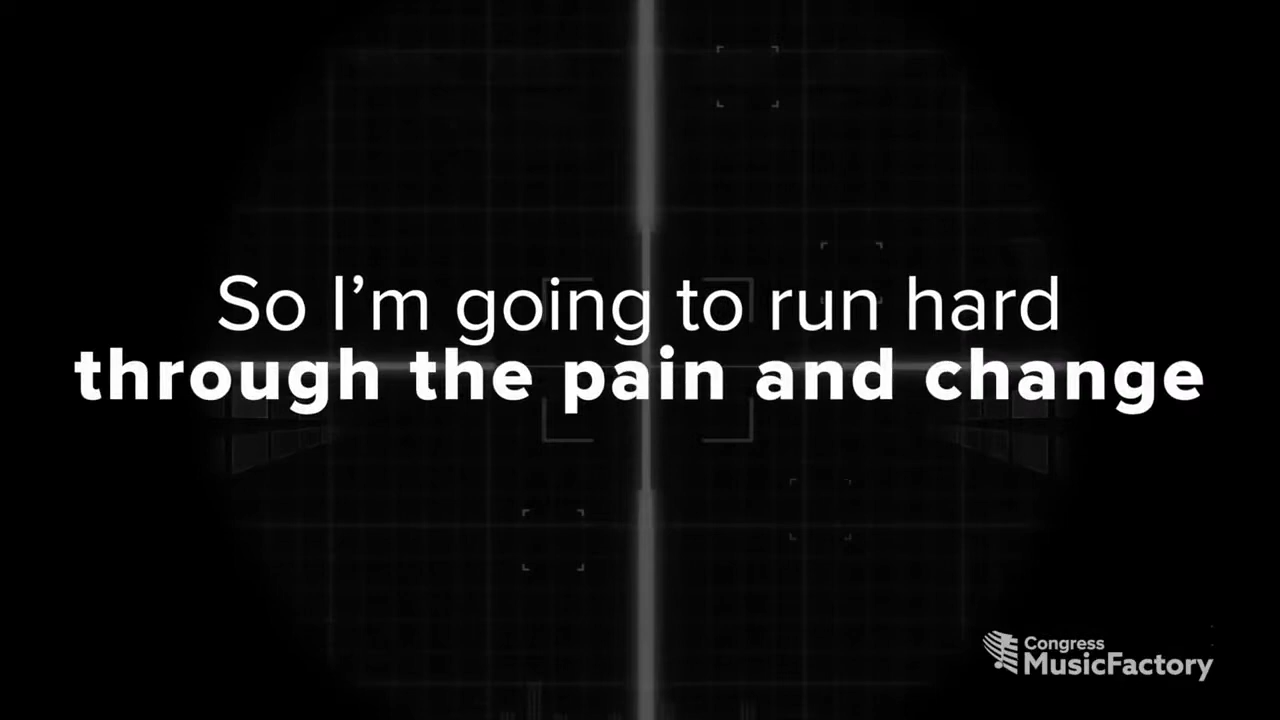 So I’m going to run hard
through the pain and change
Congress
MusicFactory